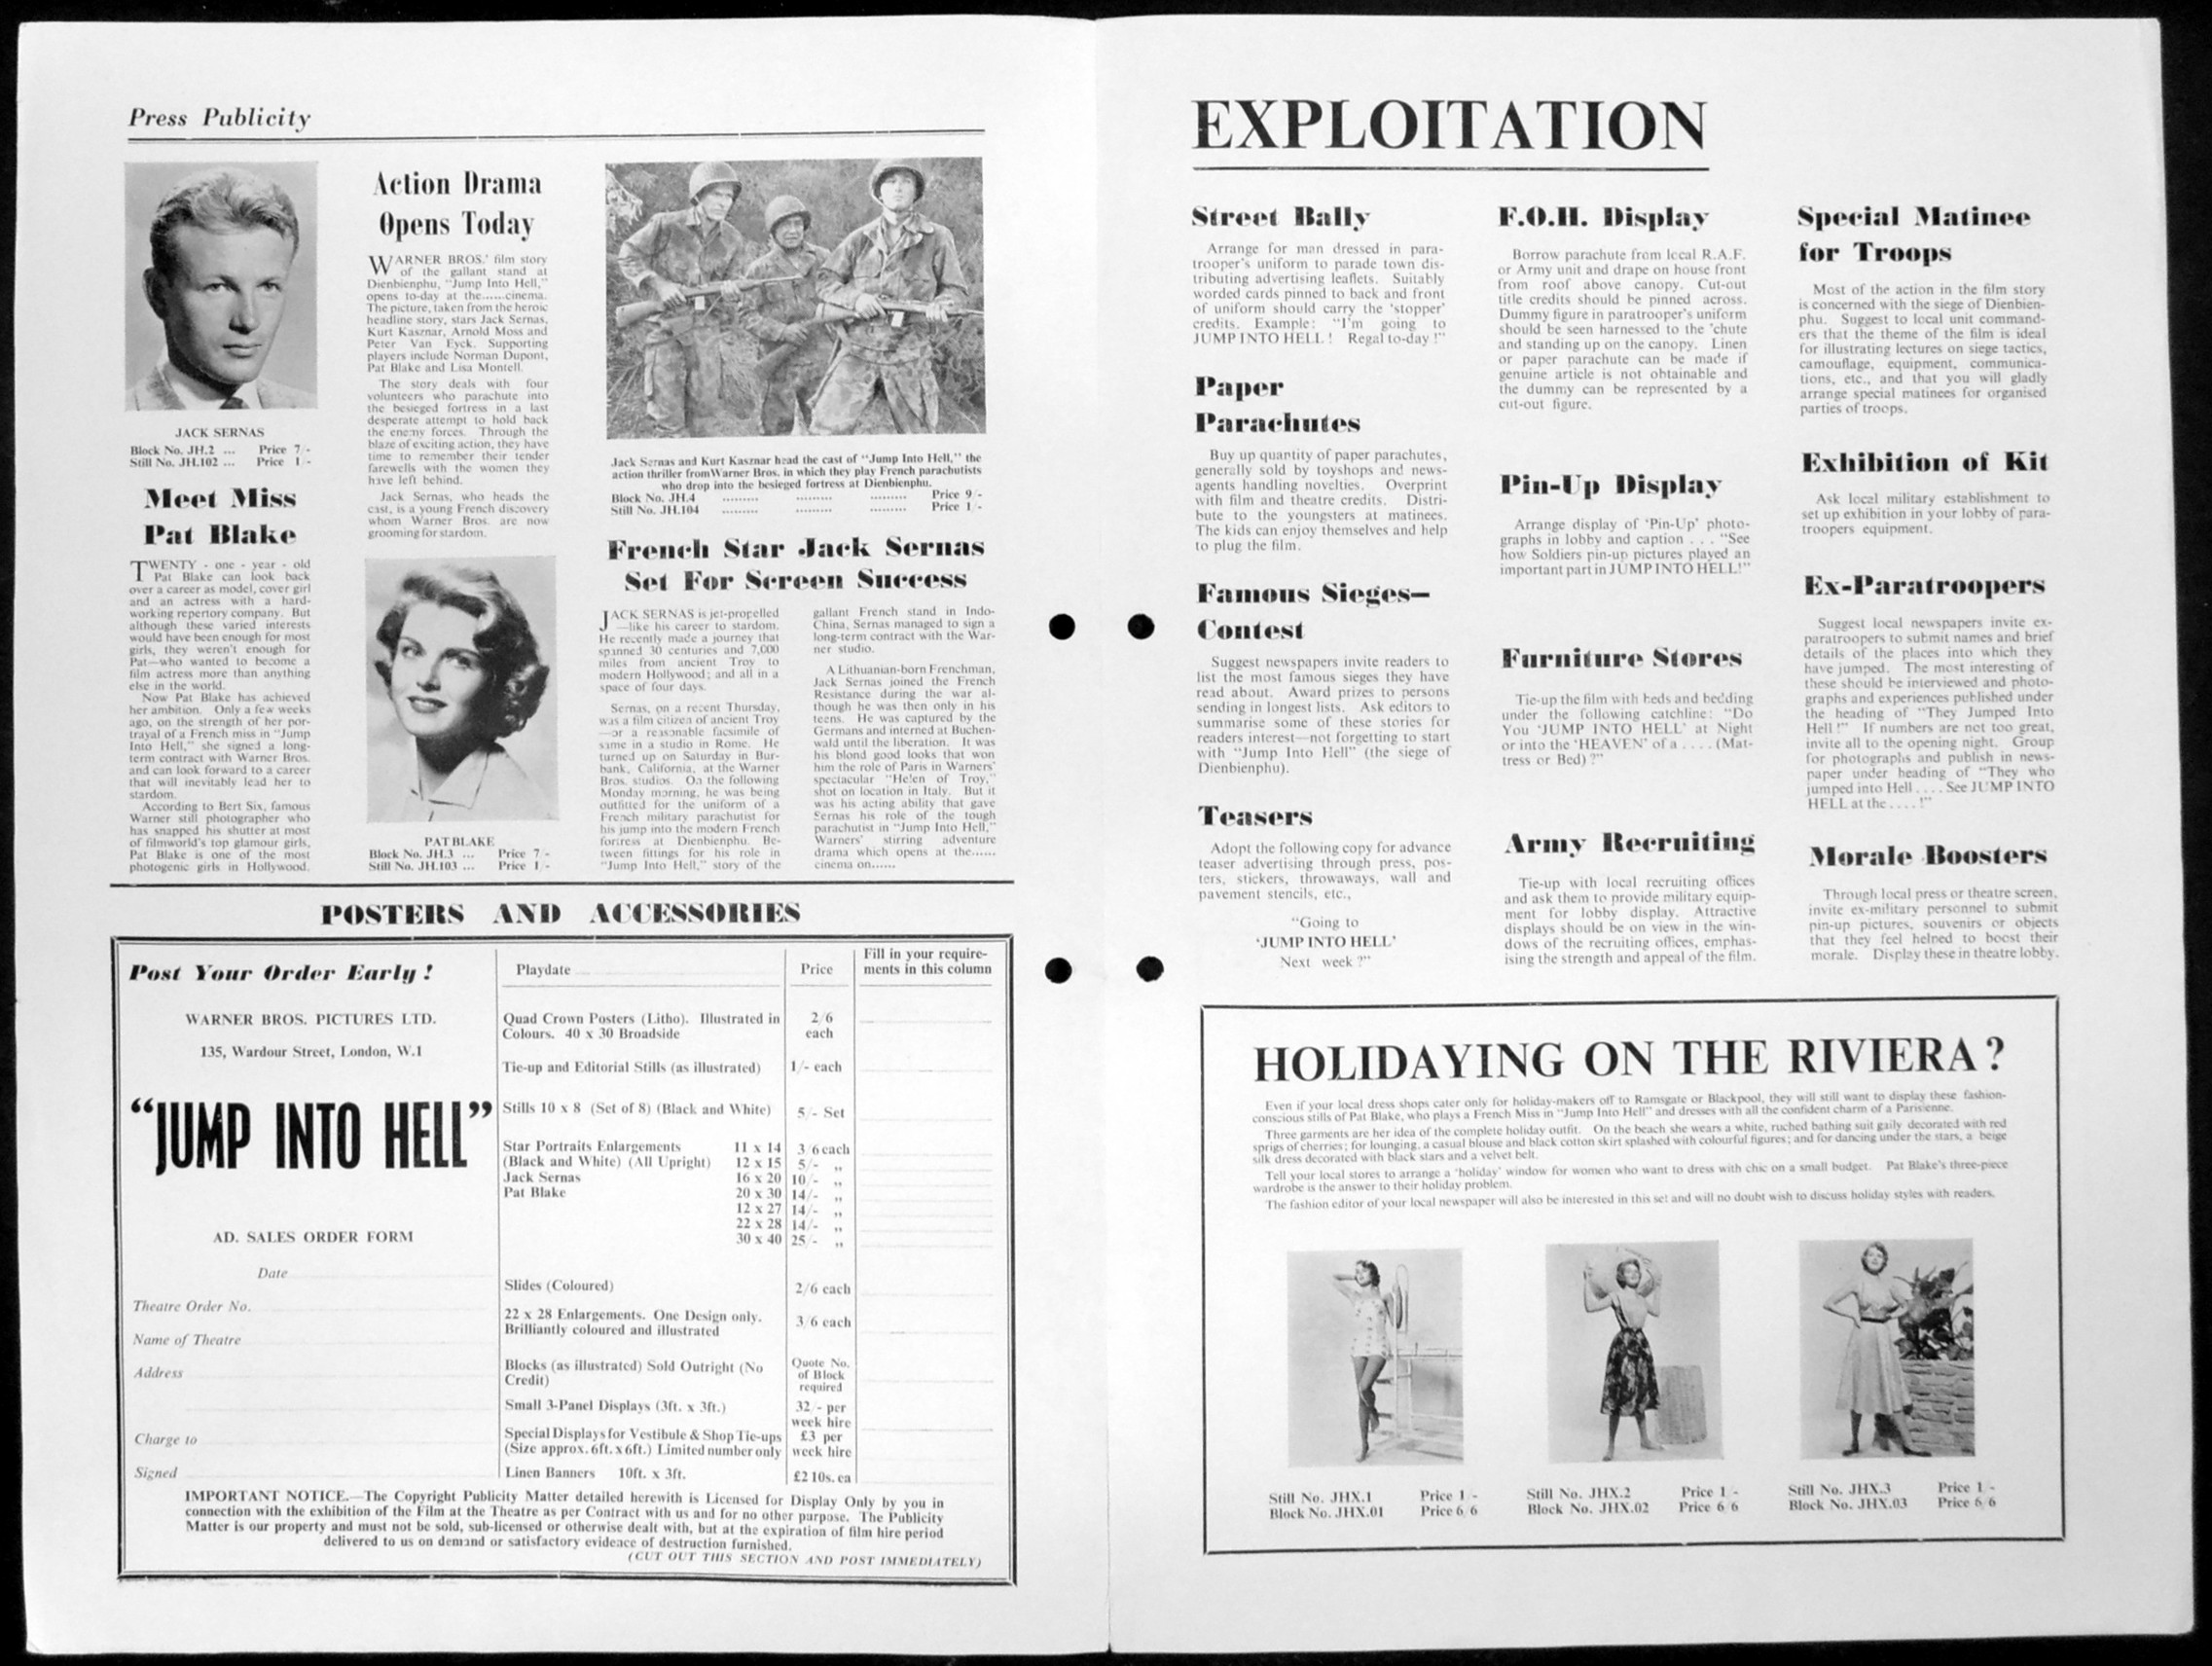 Press Publicity
JACK SERNAS
Block No. JH.2 ... Price 7/-
Still No. JH.102 ... Price 1/-
Meet Miss
Pat Blake
TWENTY - one - year - old
Pat Blake can look back
over a career as model, cover girl
and an actress with a hard-
working repertory company. But
although these varied interests
would have been enough for most
girls, they weren't enough for
Pat—who wanted to become a
film actress more than anything
else in the world.
Now Pat Blake has achieved
her ambition. Only a few weeks
ago, on the strength of her por-
trayal of a French miss in "Jump
Into Hell," she signed a long-
term contract with Warner Bros.
and can look forward to a career
that will inevitably lead her to
stardom.
According to Bert Six, famous
Warner still photographer who
has snapped his shutter at most
of filmworld's top glamour girls,
Pat Blake is one of the most
photogenic girls in Hollywood.
Action Drama
Opens Today
WARNER BROS.' film story
of the gallant stand at
Dienbienphu, "Jump Into Hell,"
opens to-day at the......cinema.
The picture, taken from the heroic
headline story, stars Jack Sernas,
Kurt Kasznar, Arnold Moss and
Peter Van Eyck. Supporting
players include Norman Dupont,
Pat Blake and Lisa Montell.
The story deals with four
volunteers who parachute into
the besieged fortress in a last
desperate attempt to hold back
the enemy forces. Through the
blaze of exciting action, they have
time to remember their tender
farewells with the women they
have left behind.
Jack Sernas, who heads the
cast, is a young French discovery
whom Warner Bros. are now
grooming for stardom.
PAT BLAKE
Block No. JH.3 ... Price 7/-
Still No. JH.103 ... Price 1/-
Jack Sernas and Kurt Kasznar head the cast of "Jump Into Hell," the
action thriller from Warner Bros. in which they play French parachutists
who drop into the besieged fortress at Dienbienphu.
Block No. JH.4 ......... ......... ......... Price 9/-
Still No. JH.104 ......... ......... ......... Price 1/-
French Star Jack Sernas
Set For Screen Success
JACK SERNAS is jet-propelled
—like his career to stardom.
He recently made a journey that
spanned 30 centuries and 7,000
miles from ancient Troy to
modern Hollywood; and all in a
space of four days.
Sernas, on a recent Thursday,
was a film citizen of ancient Troy
—or a reasonable facsimile of
same in a studio in Rome. He
turned up on Saturday in Bur-
bank, California, at the Warner
Bros. studios. On the following
Monday morning, he was being
outfitted for the uniform of a
French military parachutist for
his jump into the modern French
fortress at Dienbienphu. Be-
tween fittings for his role in
"Jump Into Hell," story of the
gallant French stand in Indo-
China, Sernas managed to sign a
long-term contract with the War-
ner studio.
A Lithuanian-born Frenchman,
Jack Sernas joined the French
Resistance during the war al-
though he was then only in his
teens. He was captured by the
Germans and interned at Buchen-
wald until the liberation. It was
his blond good looks that won
him the role of Paris in Warners'
spectacular "Helen of Troy,"
shot on location in Italy. But it
was his acting ability that gave
Sernas his role of the tough
parachutist in "Jump Into Hell,"
Warners' stirring adventure
drama which opens at the......
cinema on......
POSTERS AND ACCESSORIES
Post Your Order Early !
WARNER BROS. PICTURES LTD.
135, Wardour Street, London, W.1
"JUMP INTO HELL"
AD. SALES ORDER FORM
Date
Theatre Order No.
Name of Theatre
Address
Charge to
Signed
Playdate Price Fill in your require-
ments in this column
Quad Crown Posters (Litho). Illustrated in 2/6
Colours. 40 x 30 Broadside each
Tie-up and Editorial Stills (as illustrated) 1/- each
Stills 10 x 8 (Set of 8) (Black and White) 5/- Set
Star Portraits Enlargements 11 x 14 3/6 each
(Black and White) (All Upright) 12 x 15 5/- ,,
Jack Sernas 16 x 20 10/- ,,
Pat Blake 20 x 30 14/- ,,
12 x 27 14/- ,,
22 x 28 14/- ,,
30 x 40 25/- ,,
Slides (Coloured) 2/6 each
22 x 28 Enlargements. One Design only.
Brilliantly coloured and illustrated 3/6 each
Blocks (as illustrated) Sold Outright (No Quote No.
Credit) of Block
required
Small 3-Panel Displays (3ft. x 3ft.) 32/- per
week hire
Special Displays for Vestibule & Shop Tie-ups £3 per
(Size approx. 6ft. x 6ft.) Limited number only week hire
Linen Banners 10ft. x 3ft. £2 10s. ea
IMPORTANT NOTICE.—The Copyright Publicity Matter detailed herewith is Licensed for Display Only by you in
connection with the exhibition of the Film at the Theatre as per Contract with us and for no other purpose. The Publicity
Matter is our property and must not be sold, sub-licensed or otherwise dealt with, but at the expiration of film hire period
delivered to us on demand or satisfactory evidence of destruction furnished.
(CUT OUT THIS SECTION AND POST IMMEDIATELY)
EXPLOITATION
Street Bally
Arrange for man dressed in para-
trooper's uniform to parade town dis-
tributing advertising leaflets. Suitably
worded cards pinned to back and front
of uniform should carry the 'stopper'
credits. Example: "I'm going to
JUMP INTO HELL ! Regal to-day !"
Paper
Parachutes
Buy up quantity of paper parachutes,
generally sold by toyshops and news-
agents handling novelties. Overprint
with film and theatre credits. Distri-
bute to the youngsters at matinees.
The kids can enjoy themselves and help
to plug the film.
Famous Sieges—
Contest
Suggest newspapers invite readers to
list the most famous sieges they have
read about. Award prizes to persons
sending in longest lists. Ask editors to
summarise some of these stories for
readers interest—not forgetting to start
with "Jump Into Hell" (the siege of
Dienbienphu).
Teasers
Adopt the following copy for advance
teaser advertising through press, pos-
ters, stickers, throwaways, wall and
pavement stencils, etc.,
"Going to
'JUMP INTO HELL'
Next week ?"
F.O.H. Display
Borrow parachute from local R.A.F.
or Army unit and drape on house front
from roof above canopy. Cut-out
title credits should be pinned across.
Dummy figure in paratrooper's uniform
should be seen harnessed to the 'chute
and standing up on the canopy. Linen
or paper parachute can be made if
genuine article is not obtainable and
the dummy can be represented by a
cut-out figure.
Pin-Up Display
Arrange display of 'Pin-Up' photo-
graphs in lobby and caption . . . "See
how Soldiers pin-up pictures played an
important part in JUMP INTO HELL!"
Furniture Stores
Tie-up the film with beds and bedding
under the following catchline: "Do
You 'JUMP INTO HELL' at Night
or into the 'HEAVEN' of a . . . . (Mat-
tress or Bed) ?"
Army Recruiting
Tie-up with local recruiting offices
and ask them to provide military equip-
ment for lobby display. Attractive
displays should be on view in the win-
dows of the recruiting offices, emphas-
ising the strength and appeal of the film.
Special Matinee
for Troops
Most of the action in the film story
is concerned with the siege of Dienbien-
phu. Suggest to local unit command-
ers that the theme of the film is ideal
for illustrating lectures on siege tactics,
camouflage, equipment, communica-
tions, etc., and that you will gladly
arrange special matinees for organised
parties of troops.
Exhibition of Kit
Ask local military establishment to
set up exhibition in your lobby of para-
troopers equipment.
Ex-Paratroopers
Suggest local newspapers invite ex-
paratroopers to submit names and brief
details of the places into which they
have jumped. The most interesting of
these should be interviewed and photo-
graphs and experiences published under
the heading of "They Jumped Into
Hell !" If numbers are not too great,
invite all to the opening night. Group
for photographs and publish in news-
paper under heading of "They who
jumped into Hell . . . . See JUMP INTO
HELL at the . . . . !"
Morale Boosters
Through local press or theatre screen,
invite ex-military personnel to submit
pin-up pictures, souvenirs or objects
that they feel helped to boost their
morale. Display these in theatre lobby.
HOLIDAYING ON THE RIVIERA ?
Even if your local dress shops cater only for holiday-makers off to Ramsgate or Blackpool, they will still want to display these fashion-
conscious stills of Pat Blake, who plays a French Miss in "Jump Into Hell" and dresses with all the confident charm of a Parisienne.
Three garments are her idea of the complete holiday outfit. On the beach she wears a white, ruched bathing suit gaily decorated with red
sprigs of cherries; for lounging, a casual blouse and black cotton skirt splashed with colourful figures; and for dancing under the stars, a beige
silk dress decorated with black stars and a velvet belt.
Tell your local stores to arrange a 'holiday' window for women who want to dress with chic on a small budget. Pat Blake's three-piece
wardrobe is the answer to their holiday problem.
The fashion editor of your local newspaper will also be interested in this set and will no doubt wish to discuss holiday styles with readers.
Still No. JHX.1 Price 1/-
Block No. JHX.01 Price 6/6
Still No. JHX.2 Price 1/-
Block No. JHX.02 Price 6/6
Still No. JHX.3 Price 1/-
Block No. JHX.03 Price 6/6